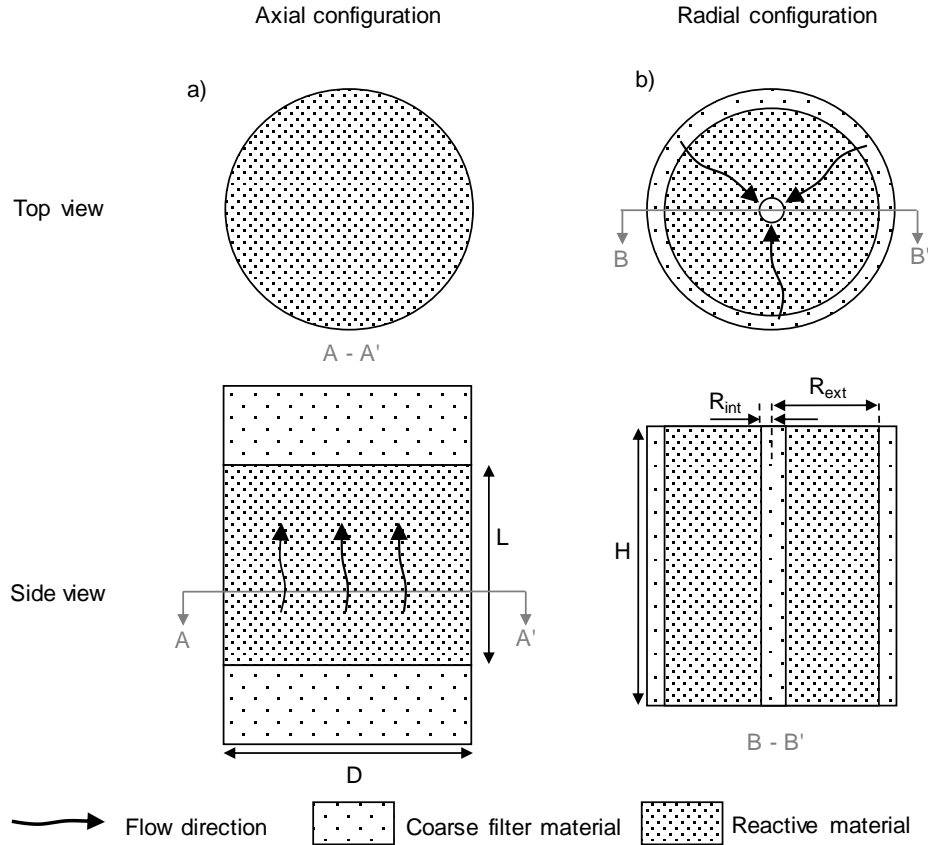 Axial configuration
Radial configuration
a)
b)
Top view
B
B'
A - A'
R_int
R_ext
L
H
Side view
A
A'
B - B'
D
Flow direction
Coarse filter material
Reactive material